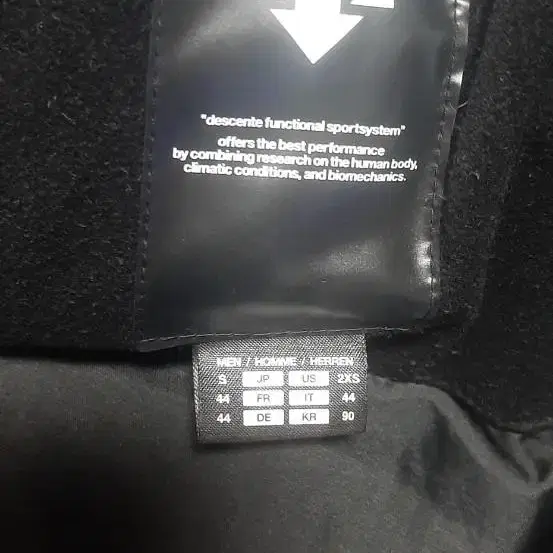 "descente functional sportsystem"
offers the best performance
by combining research on the human body,
climatic conditions, and biomechanics.
MEN / HOMME / HERREN
S JP US 2XS
44 FR IT 44
44 DE KR 90